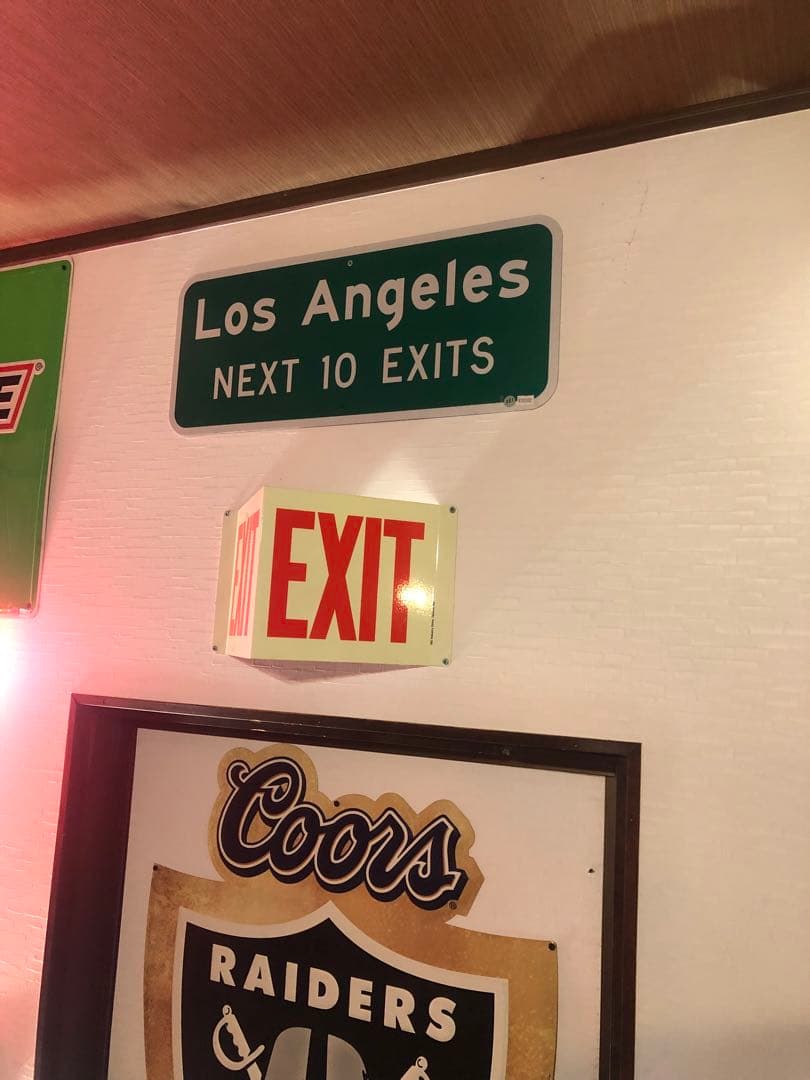 Los Angeles
NEXT 10 EXITS
E
EXIT
EXIT
Coors
RAIDERS